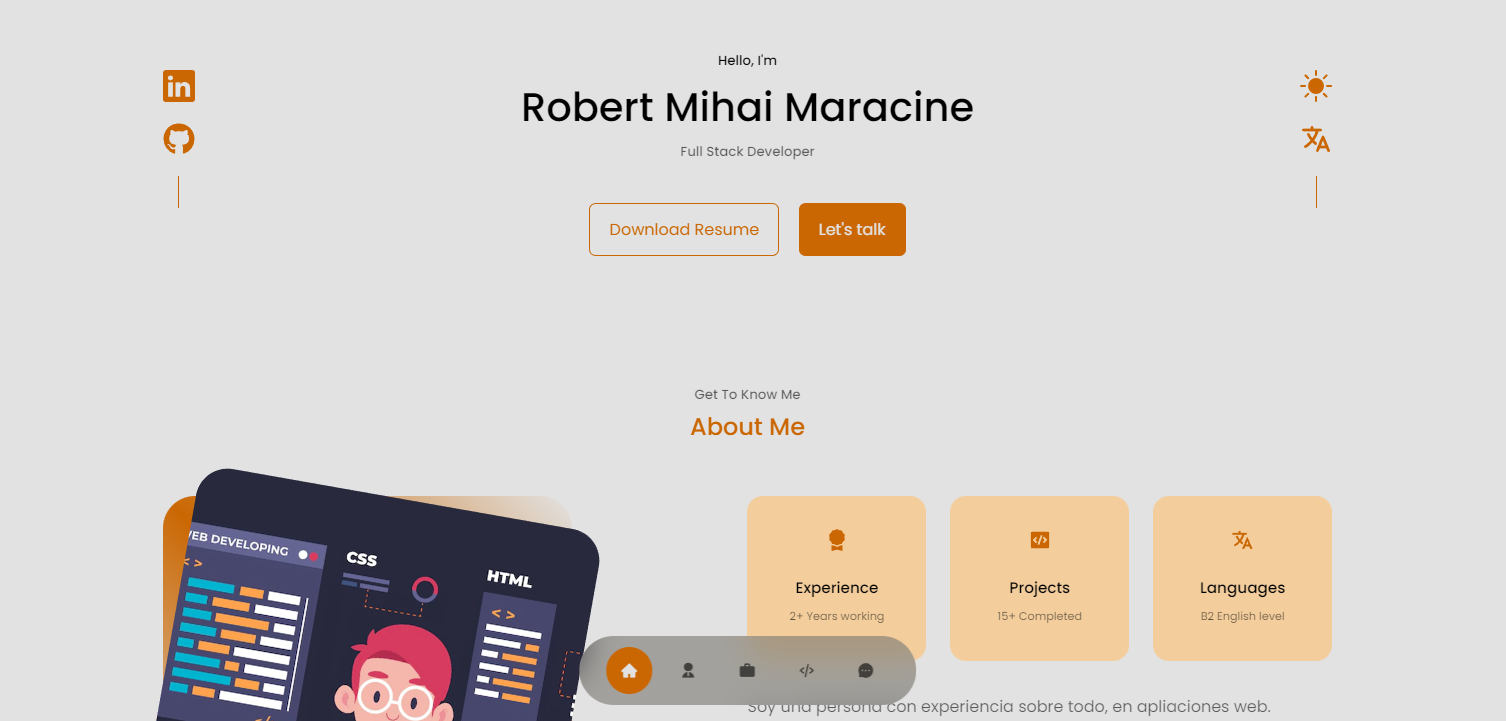 Hello, I'm
Robert Mihai Maracine
Full Stack Developer
Download Resume
Let's talk
Get To Know Me
About Me
WEB DEVELOPING
CSS
HTML
< >
< >
</
Experience
2+ Years working
Projects
15+ Completed
Languages
B2 English level
Soy una persona con experiencia sobre todo, en apliaciones web.